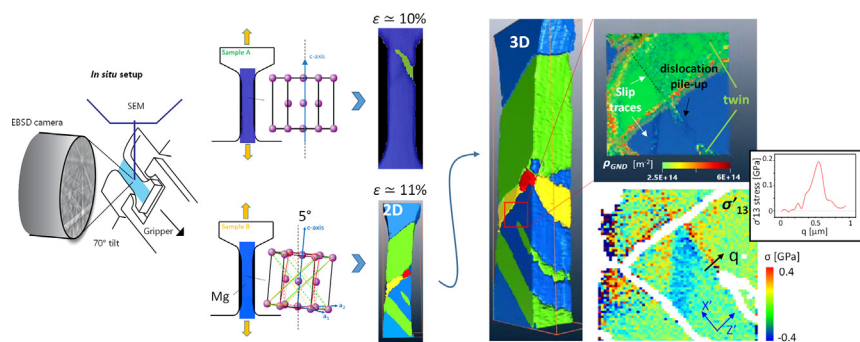 In situ setup
SEM
EBSD camera
70° tilt
Gripper
Sample A
c-axis
ε ≃ 10%
Sample B
Mg
5°
c-axis
a₂
a₁
ε ≃ 11%
2D
3D
dislocation
pile-up
Slip
traces
twin
ρGND [m⁻²]
2.5E+14
6E+14
σ'13 stress [GPa]
0.2
0.1
0
0
0.5
1
q [μm]
σ'₁₃
q
σ [GPa]
0.4
-0.4
X'
Z'